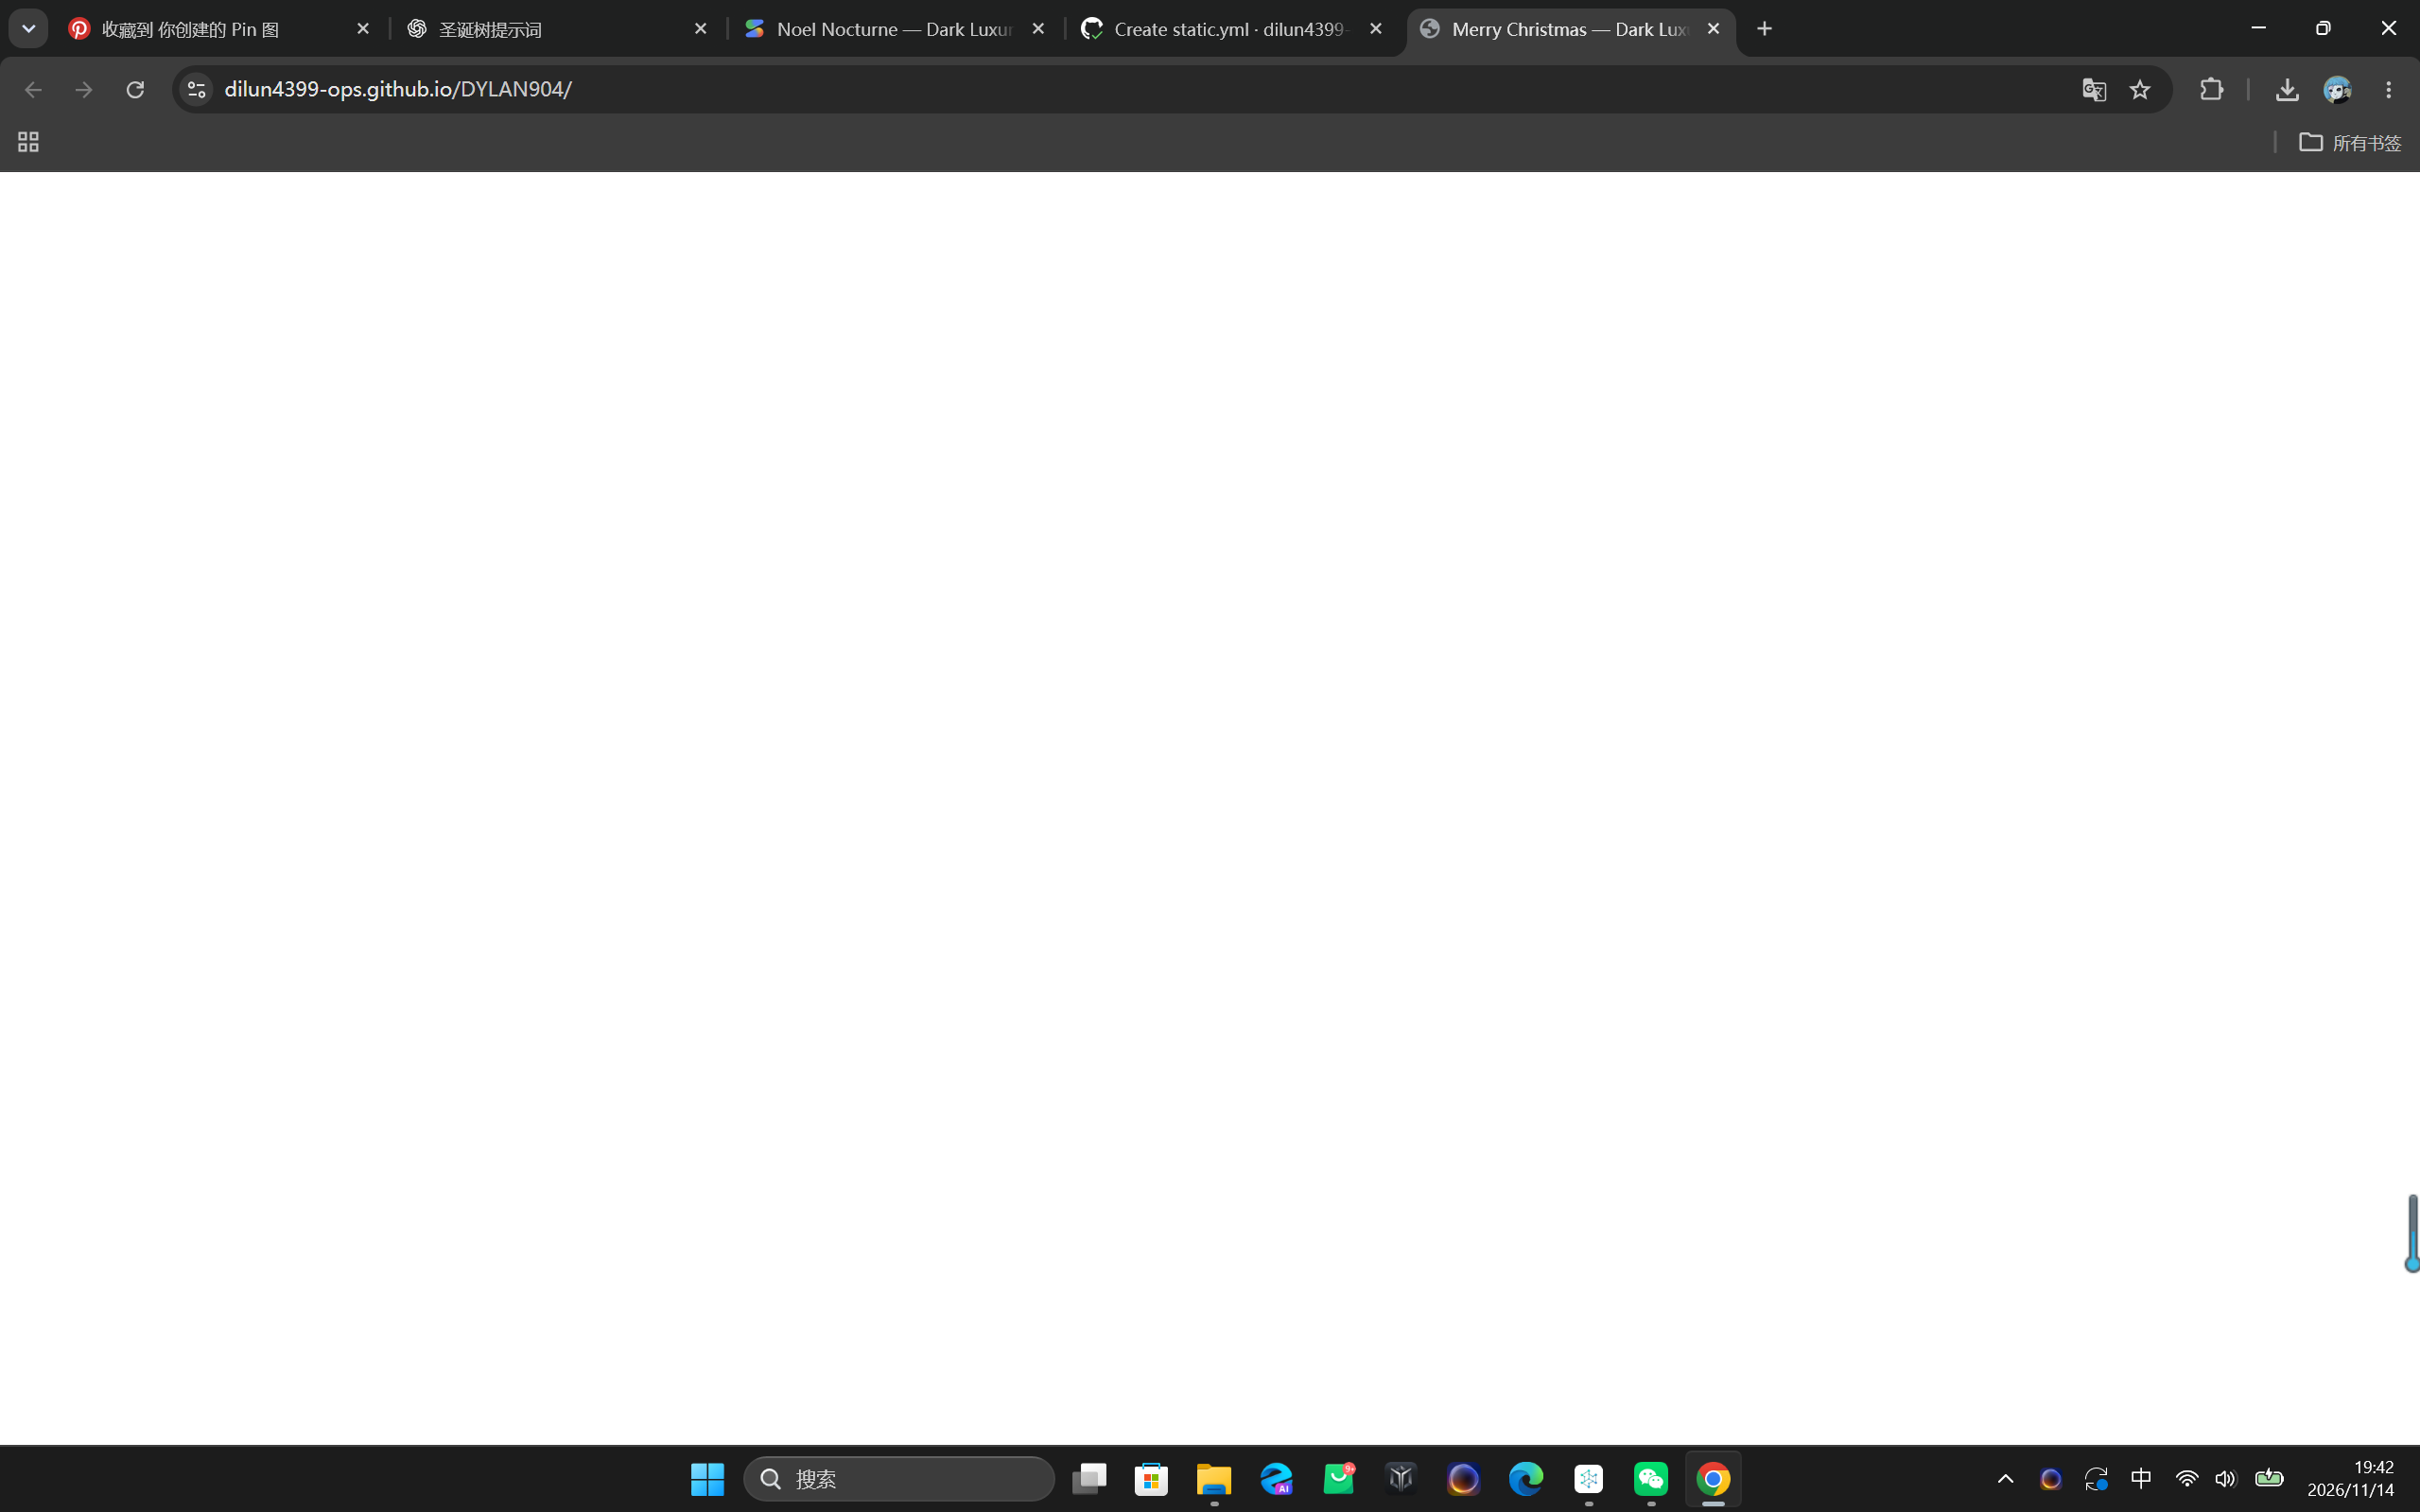 收藏到 你创建的 Pin 图
圣诞树提示词
Noel Nocturne — Dark Luxur
Create static.yml · dilun4399-
Merry Christmas — Dark Lux
dilun4399-ops.github.io/DYLAN904/
所有书签
搜索
AI
9+
中
19:42
2026/11/14